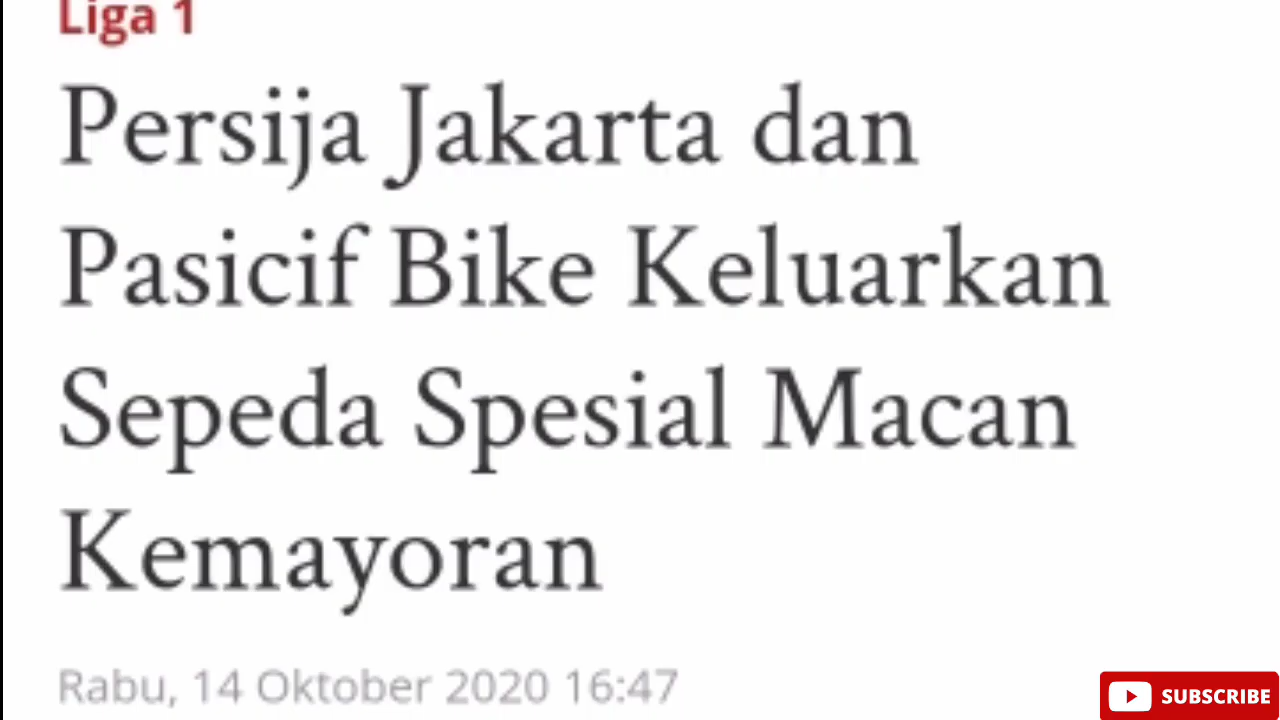 Liga 1
Persija Jakarta dan
Pasicif Bike Keluarkan
Sepeda Spesial Macan
Kemayoran
Rabu, 14 Oktober 2020 16:47
SUBSCRIBE